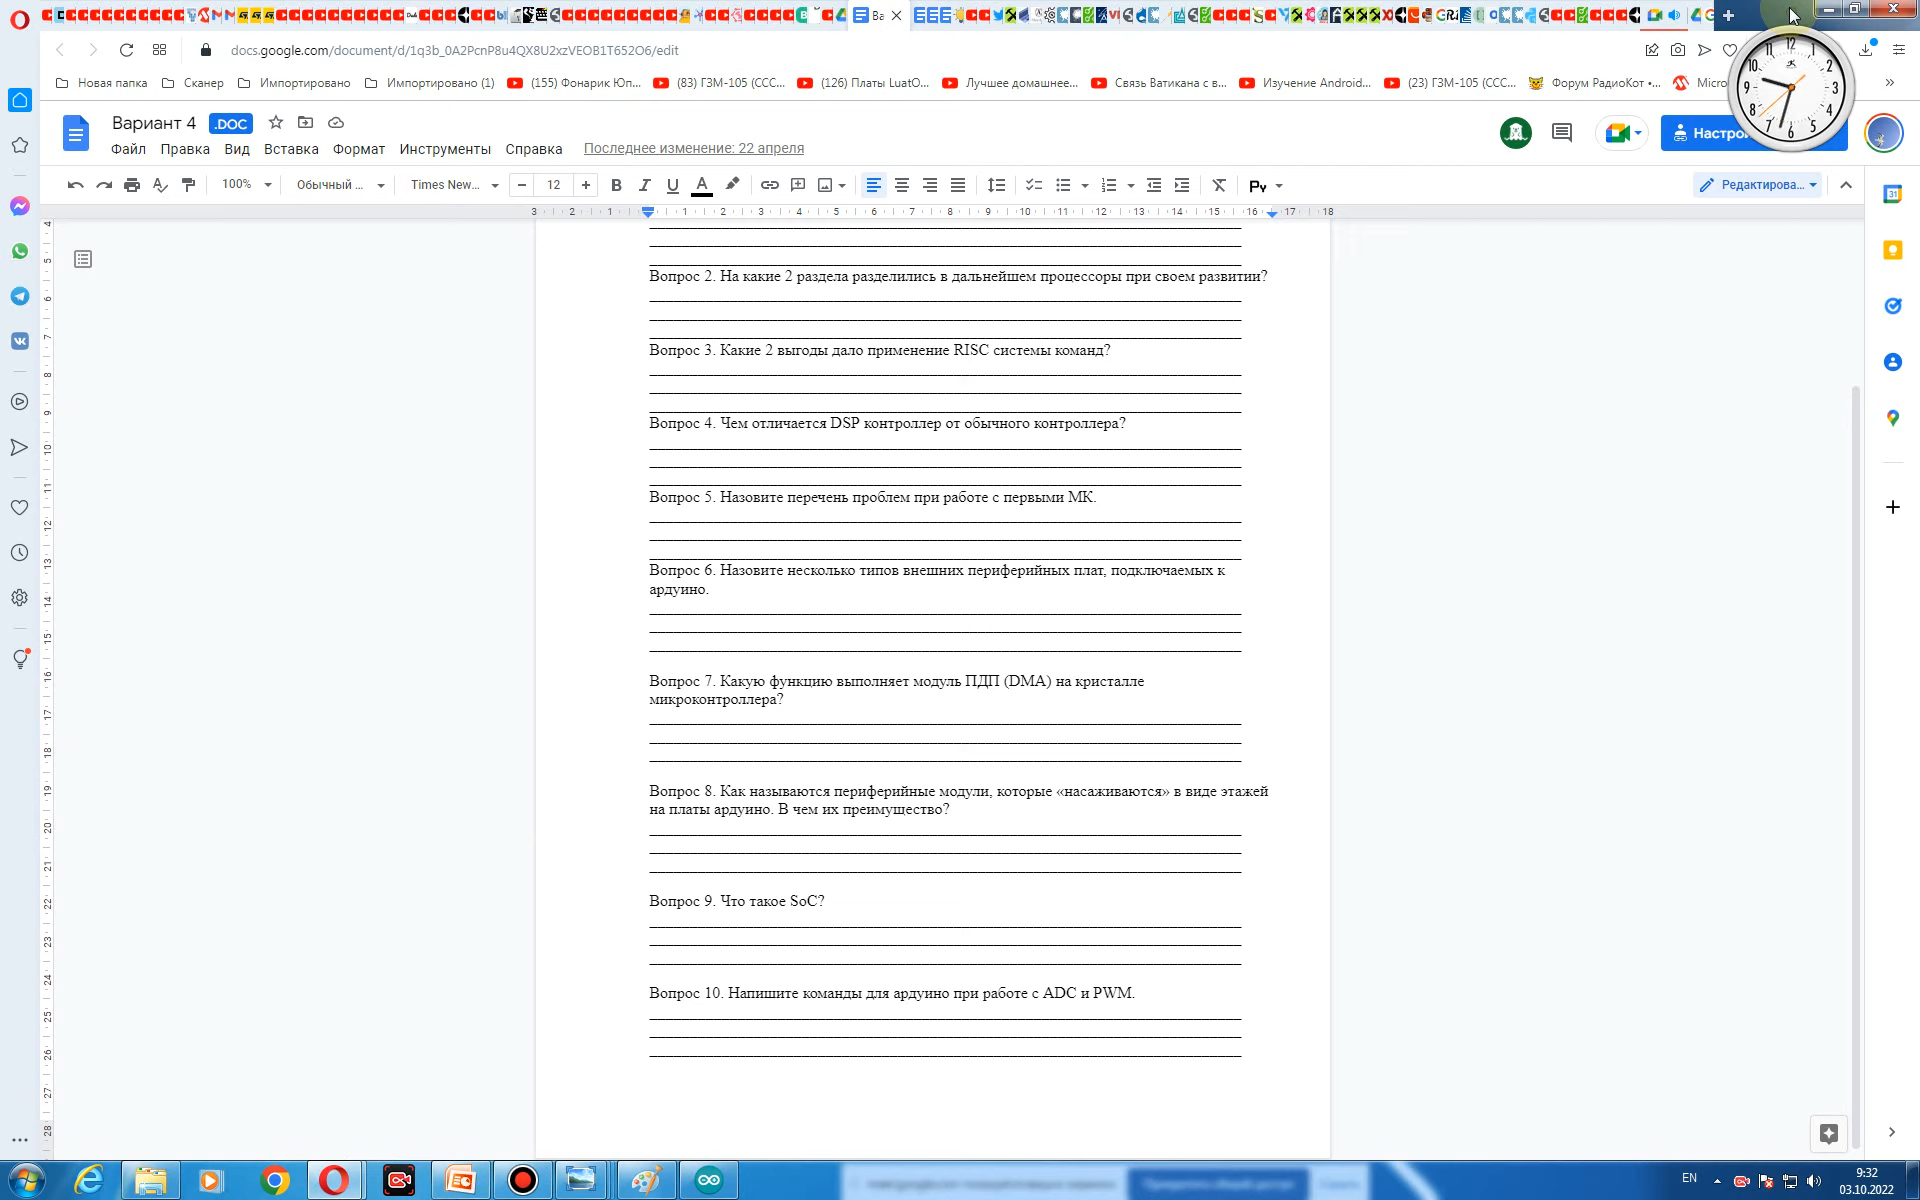 docs.google.com/document/d/1q3b_0A2PcnP8u4QX8U2xzVEOB1T652O6/edit
Новая папка
Сканер
Импортировано
Импортировано (1)
(155) Фонарик Юп...
(83) ГЗМ-105 (ССС...
(126) Платы LuatO...
Лучшее домашнее...
Связь Ватикана с в...
Изучение Android...
(23) ГЗМ-105 (ССС...
Форум РадиоКот •...
Вариант 4
.DOC
Файл Правка Вид Вставка Формат Инструменты Справка
Последнее изменение: 22 апреля
100%
Обычный ...
Times New...
12
Редактирова...
Вопрос 2. На какие 2 раздела разделились в дальнейшем процессоры при своем развитии?
Вопрос 3. Какие 2 выгоды дало применение RISC системы команд?
Вопрос 4. Чем отличается DSP контроллер от обычного контроллера?
Вопрос 5. Назовите перечень проблем при работе с первыми МК.
Вопрос 6. Назовите несколько типов внешних периферийных плат, подключаемых к
ардуино.
Вопрос 7. Какую функцию выполняет модуль ПДП (DMA) на кристалле
микроконтроллера?
Вопрос 8. Как называются периферийные модули, которые «насаживаются» в виде этажей
на платы ардуино. В чем их преимущество?
Вопрос 9. Что такое SoC?
Вопрос 10. Напишите команды для ардуино при работе с ADC и PWM.
EN
9:32
03.10.2022